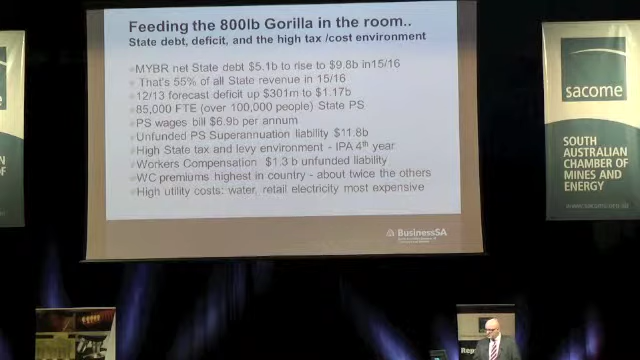 Feeding the 800lb Gorilla in the room..
State debt, deficit, and the high tax /cost environment
MYBR net State debt $5.1b to rise to $9.8b in15/16
That's 55% of all State revenue in 15/16
12/13 forecast deficit up $301m to $1.17b
85,000 FTE (over 100,000 people) State PS
PS wages bill $6.9b per annum
Unfunded PS Superannuation liability $11.8b
High State tax and levy environment - IPA 4th year
Workers Compensation $1.3 b unfunded liability
WC premiums highest in country - about twice the others
High utility costs: water, retail electricity most expensive
BusinessSA
sacome
SOUTH
AUSTRALIAN
CHAMBER OF
MINES AND
ENERGY